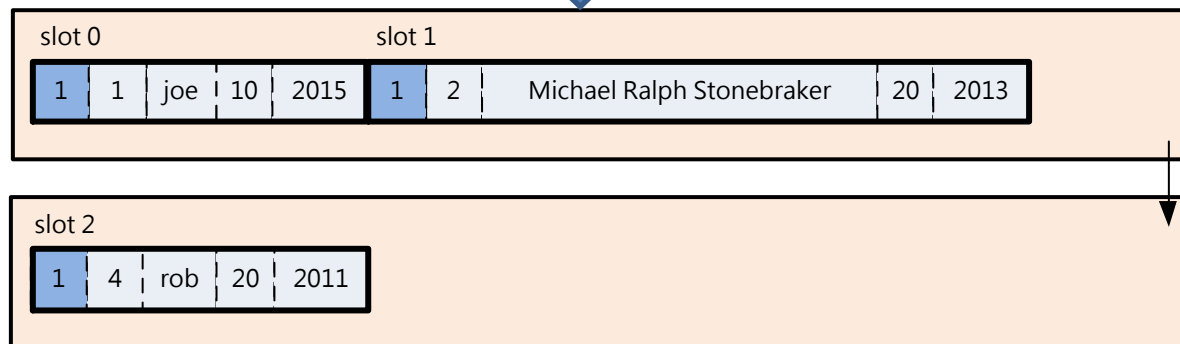 slot 0 slot 1
1 1 joe 10 2015 1 2 Michael Ralph Stonebraker 20 2013
slot 2
1 4 rob 20 2011